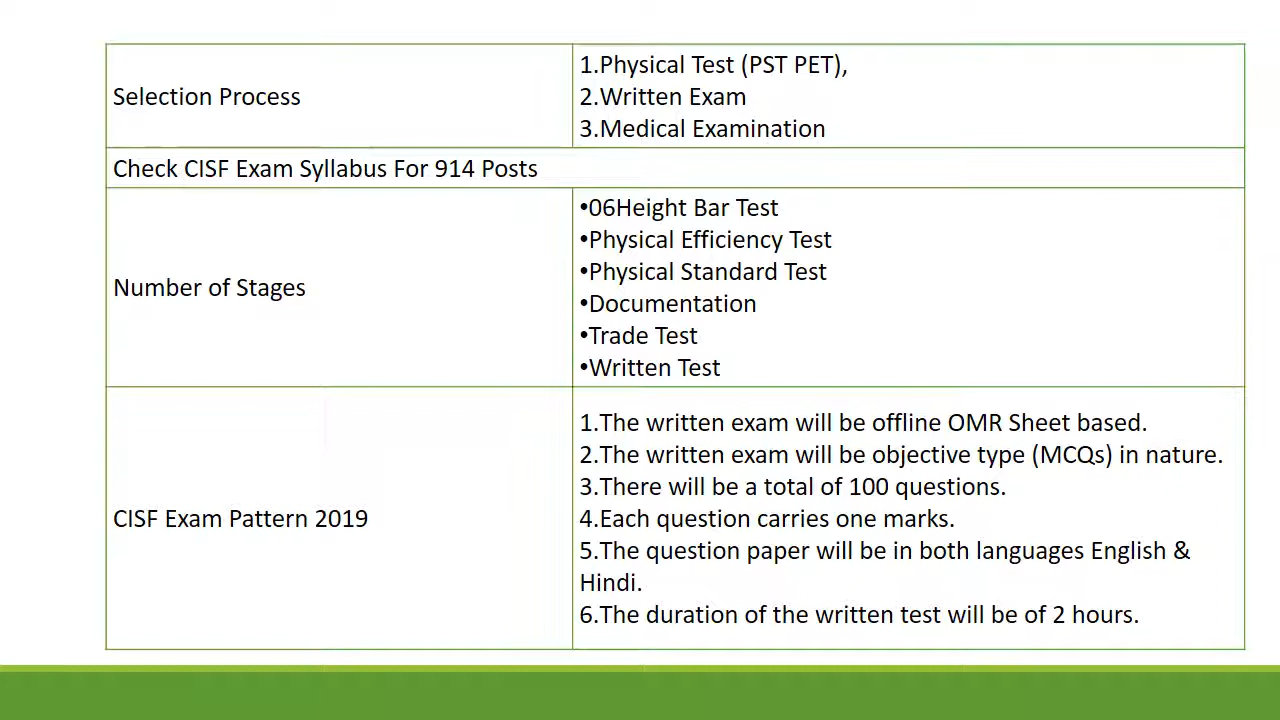 Selection Process
1.Physical Test (PST PET),
2.Written Exam
3.Medical Examination
Check CISF Exam Syllabus For 914 Posts
Number of Stages
•06Height Bar Test
•Physical Efficiency Test
•Physical Standard Test
•Documentation
•Trade Test
•Written Test
CISF Exam Pattern 2019
1.The written exam will be offline OMR Sheet based.
2.The written exam will be objective type (MCQs) in nature.
3.There will be a total of 100 questions.
4.Each question carries one marks.
5.The question paper will be in both languages English &
Hindi.
6.The duration of the written test will be of 2 hours.